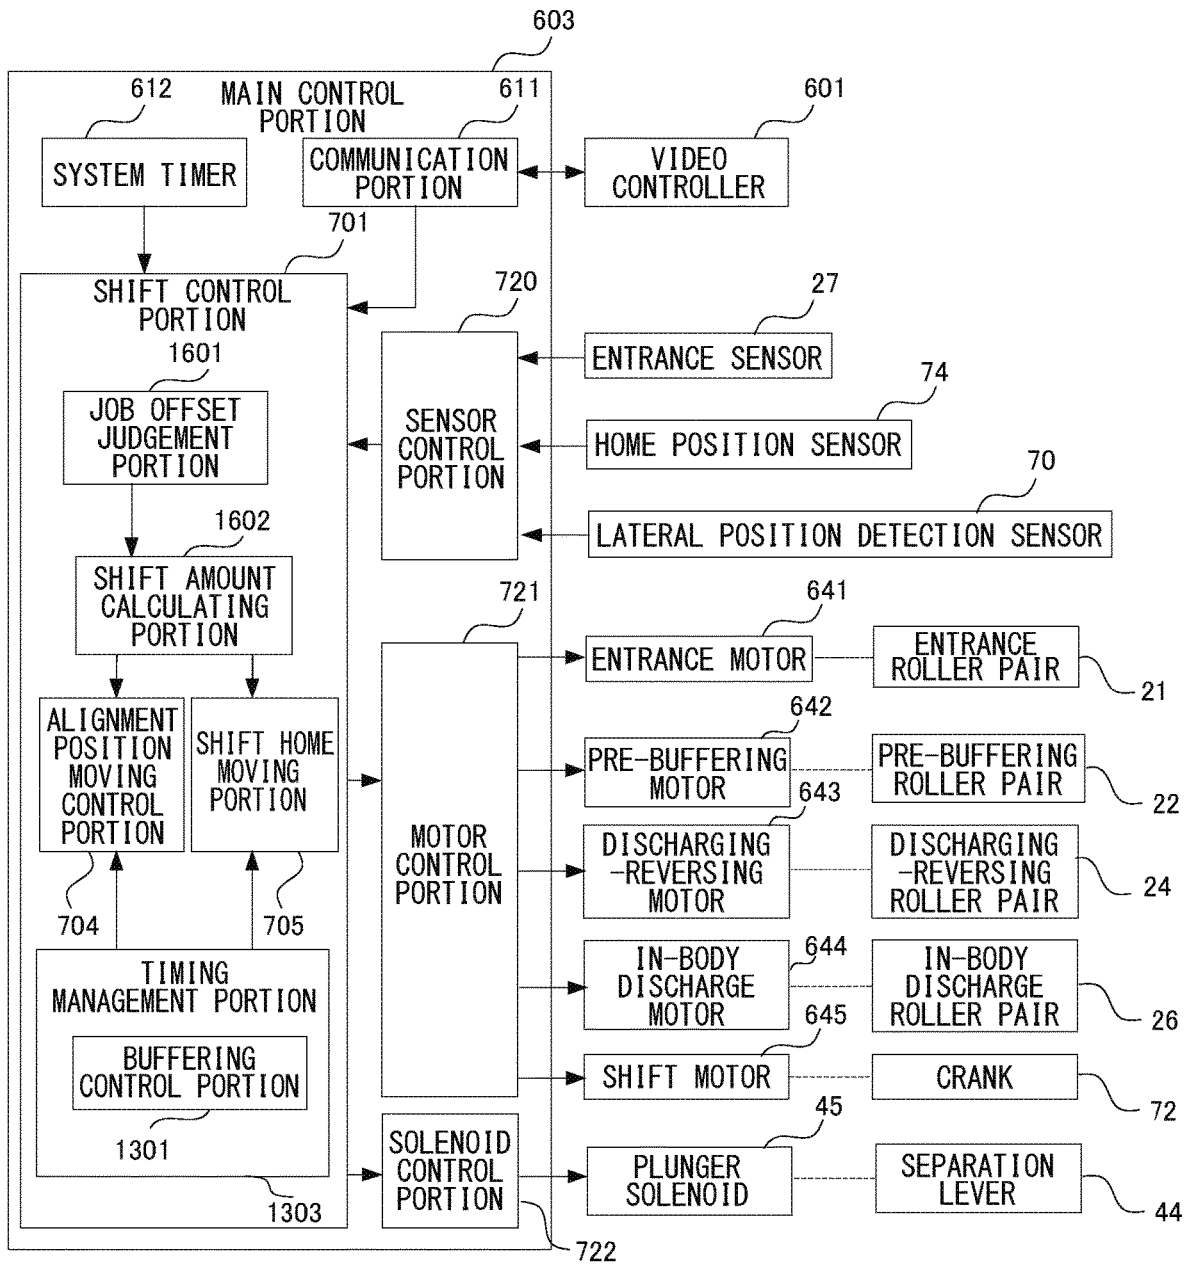 603
612
MAIN CONTROL
PORTION
611
601
SYSTEM TIMER
COMMUNICATION
PORTION
VIDEO
CONTROLLER
701
SHIFT CONTROL
PORTION
720
27
ENTRANCE SENSOR
1601
JOB OFFSET
JUDGEMENT
PORTION
SENSOR
CONTROL
PORTION
74
HOME POSITION SENSOR
70
LATERAL POSITION DETECTION SENSOR
1602
SHIFT AMOUNT
CALCULATING
PORTION
721
641
ENTRANCE MOTOR
ENTRANCE
ROLLER PAIR
21
ALIGNMENT
POSITION
MOVING
CONTROL
PORTION
SHIFT HOME
MOVING
PORTION
642
PRE-BUFFERING
MOTOR
PRE-BUFFERING
ROLLER PAIR
22
643
MOTOR
CONTROL
PORTION
DISCHARGING
-REVERSING
MOTOR
DISCHARGING
-REVERSING
ROLLER PAIR
24
704
705
644
TIMING
MANAGEMENT PORTION
IN-BODY
DISCHARGE
MOTOR
IN-BODY
DISCHARGE
ROLLER PAIR
26
645
BUFFERING
CONTROL PORTION
SHIFT MOTOR
CRANK
72
1301
45
SOLENOID
CONTROL
PORTION
PLUNGER
SOLENOID
SEPARATION
LEVER
44
1303
722